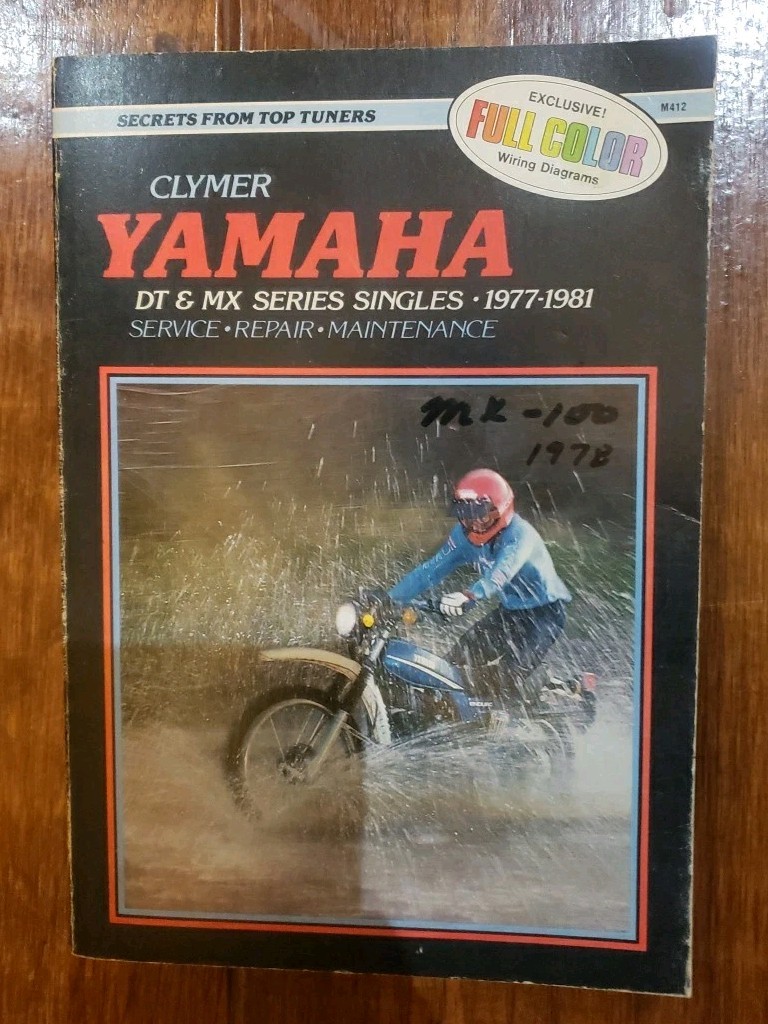 SECRETS FROM TOP TUNERS
EXCLUSIVE!
FULL COLOR
Wiring Diagrams
M412
CLYMER
YAMAHA
DT & MX SERIES SINGLES • 1977-1981
SERVICE • REPAIR • MAINTENANCE
MX-100
1978